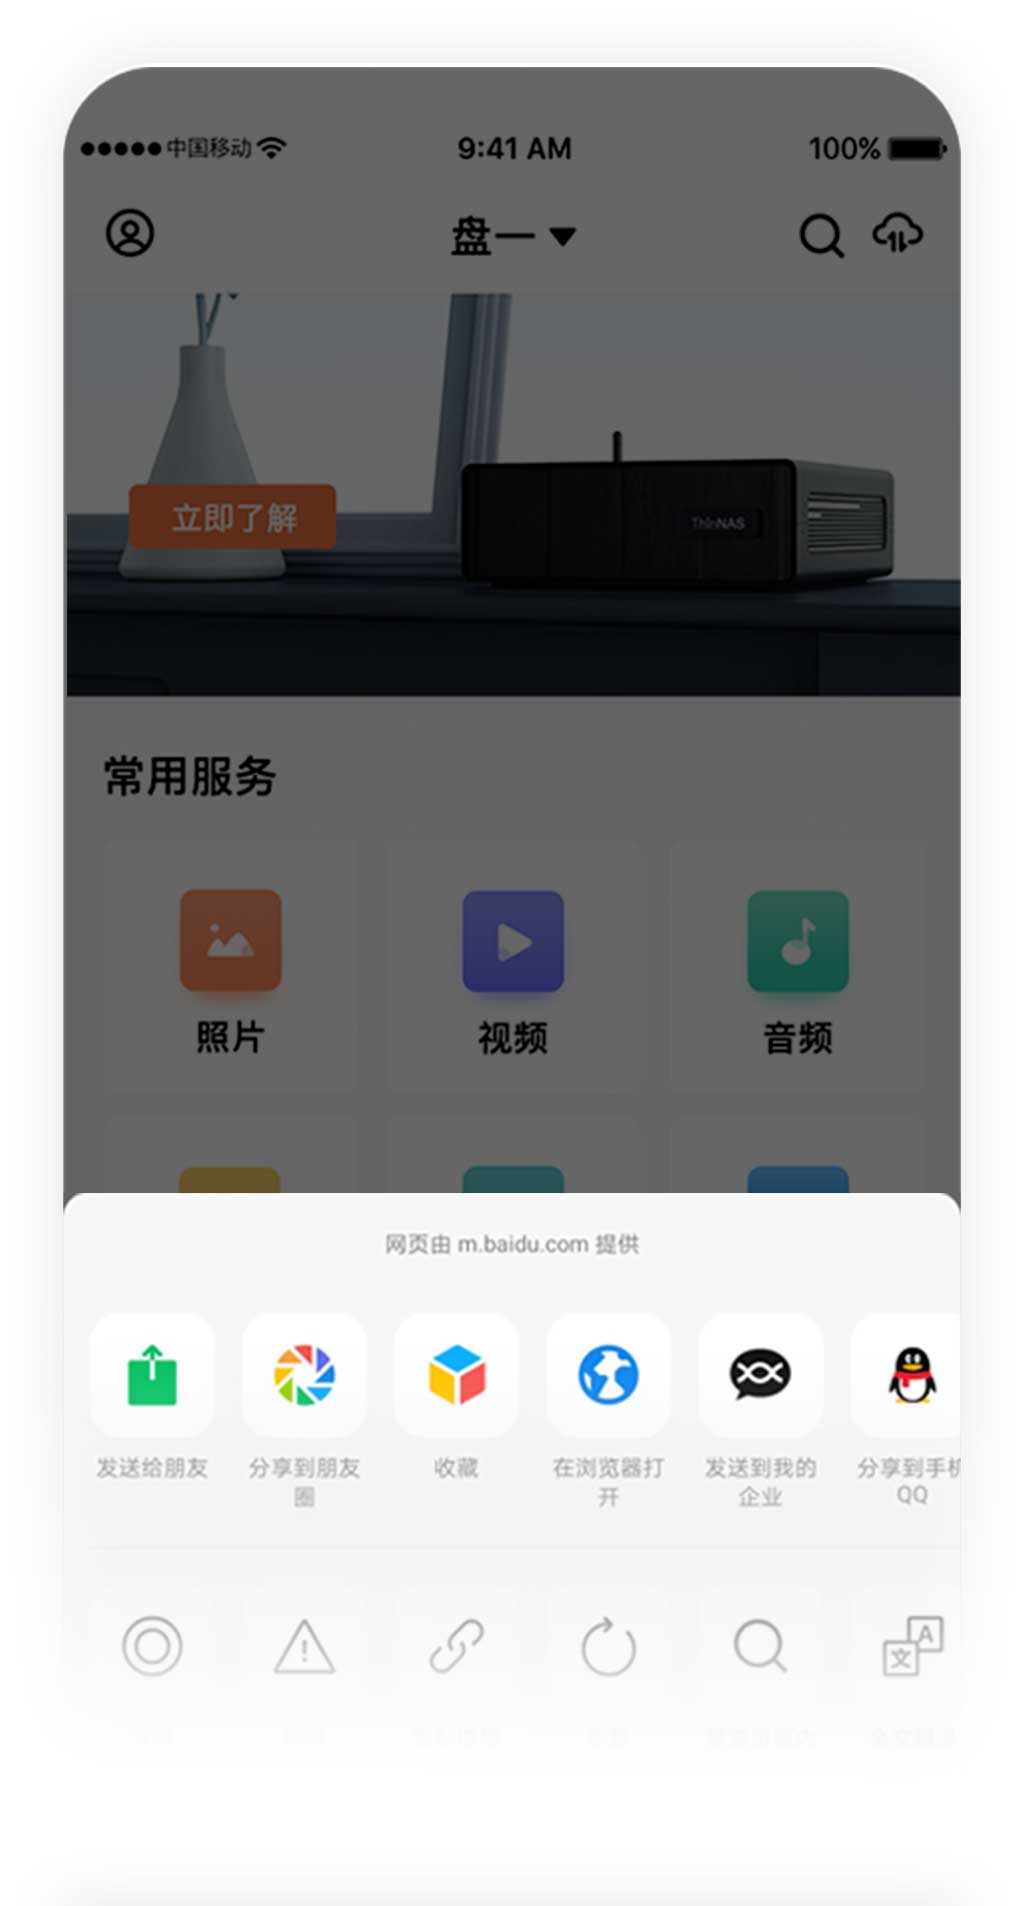 中国移动
9:41 AM
100%
盘一
立即了解
ThinNAS
常用服务
照片
视频
音频
网页由 m.baidu.com 提供
发送给朋友
分享到朋友
圈
收藏
在浏览器打
开
发送到我的
企业
分享到手机
QQ
A
文